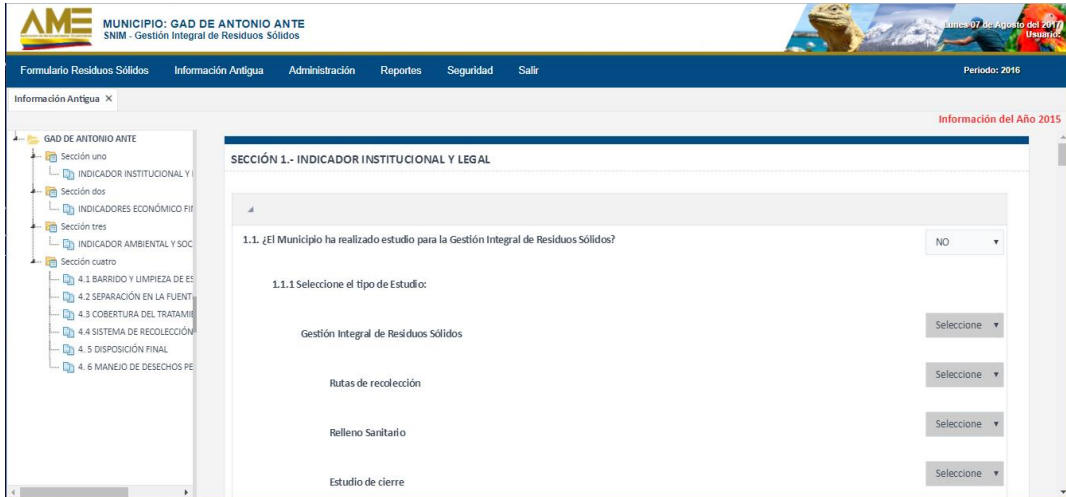 AME
MUNICIPIO: GAD DE ANTONIO ANTE
SNIM - Gestión Integral de Residuos Sólidos
Lunes 07 de Agosto del 2017
Usuario:
Formulario Residuos Sólidos Información Antigua Administración Reportes Seguridad Salir Periodo: 2016
Información Antigua X
Información del Año 2015
GAD DE ANTONIO ANTE
Sección uno
INDICADOR INSTITUCIONAL Y
Sección dos
INDICADORES ECONÓMICO FI
Sección tres
INDICADOR AMBIENTAL Y SOC
Sección cuatro
4.1 BARRIDO Y LIMPIEZA DE ES
4.2 SEPARACIÓN EN LA FUENT
4.3 COBERTURA DEL TRATAMIE
4.4 SISTEMA DE RECOLECCIÓN
4. 5 DISPOSICIÓN FINAL
4. 6 MANEJO DE DESECHOS PE
SECCIÓN 1.- INDICADOR INSTITUCIONAL Y LEGAL
1.1. ¿El Municipio ha realizado estudio para la Gestión Integral de Residuos Sólidos? NO
1.1.1 Seleccione el tipo de Estudio:
Gestión Integral de Residuos Sólidos Seleccione
Rutas de recolección Seleccione
Relleno Sanitario Seleccione
Estudio de cierre Seleccione